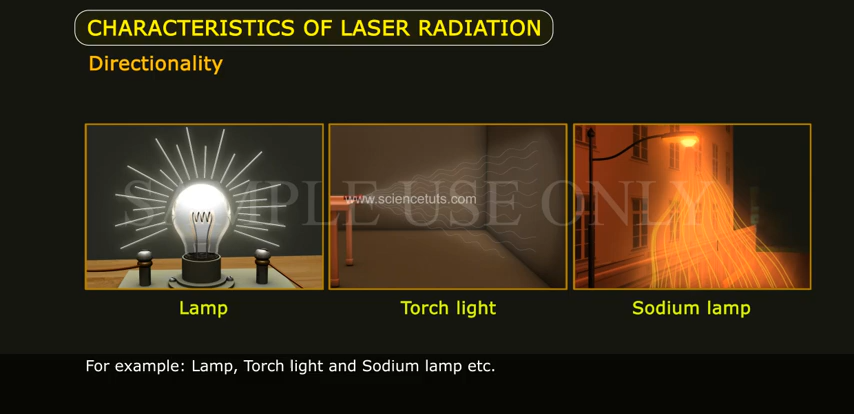 CHARACTERISTICS OF LASER RADIATION
Directionality
SAMPLE USE ONLY
www.sciencetuts.com
Lamp
Torch light
Sodium lamp
For example: Lamp, Torch light and Sodium lamp etc.